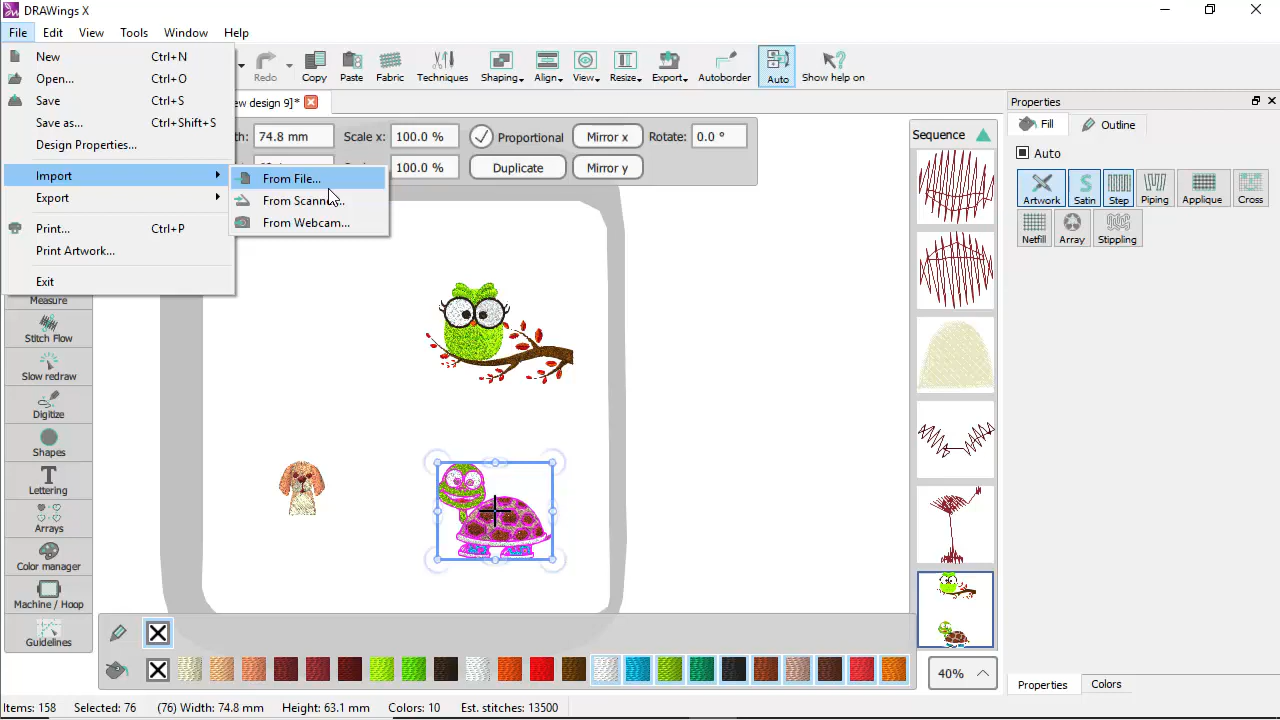 DRAWings X
File Edit View Tools Window Help
New Ctrl+N
Open... Ctrl+O
Save Ctrl+S
Save as... Ctrl+Shift+S
Design Properties...
Import
Export
Print... Ctrl+P
Print Artwork...
Exit
From File...
From Scanner...
From Webcam...
Redo Copy Paste Fabric Techniques Shaping Align View Resize Export Autoborder Auto Show help on
ew design 9]*
th: 74.8 mm Scale x: 100.0 % Proportional Mirror x Rotate: 0.0 °
100.0 % Duplicate Mirror y
Measure
Stitch Flow
Slow redraw
Digitize
Shapes
Lettering
Arrays
Color manager
Machine / Hoop
Guidelines
Sequence
40%
Properties
Fill Outline
Auto
Artwork Satin Step Piping Applique Cross
Netfill Array Stippling
Properties Colors
Items: 158 Selected: 76 (76) Width: 74.8 mm Height: 63.1 mm Colors: 10 Est. stitches: 13500